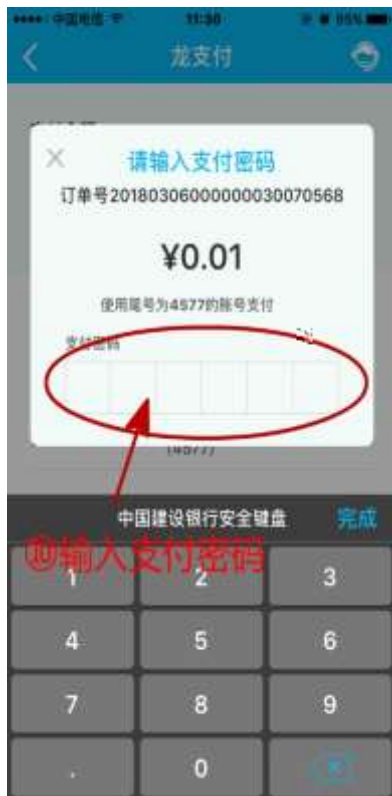 中国电信 11:30 95%
龙支付
请输入支付密码
订单号20180306000000030070568
¥0.01
使用尾号为4577的账号支付
支付密码
(4577)
中国建设银行安全键盘 完成
⑩输入支付密码
1 2 3
4 5 6
7 8 9
. 0